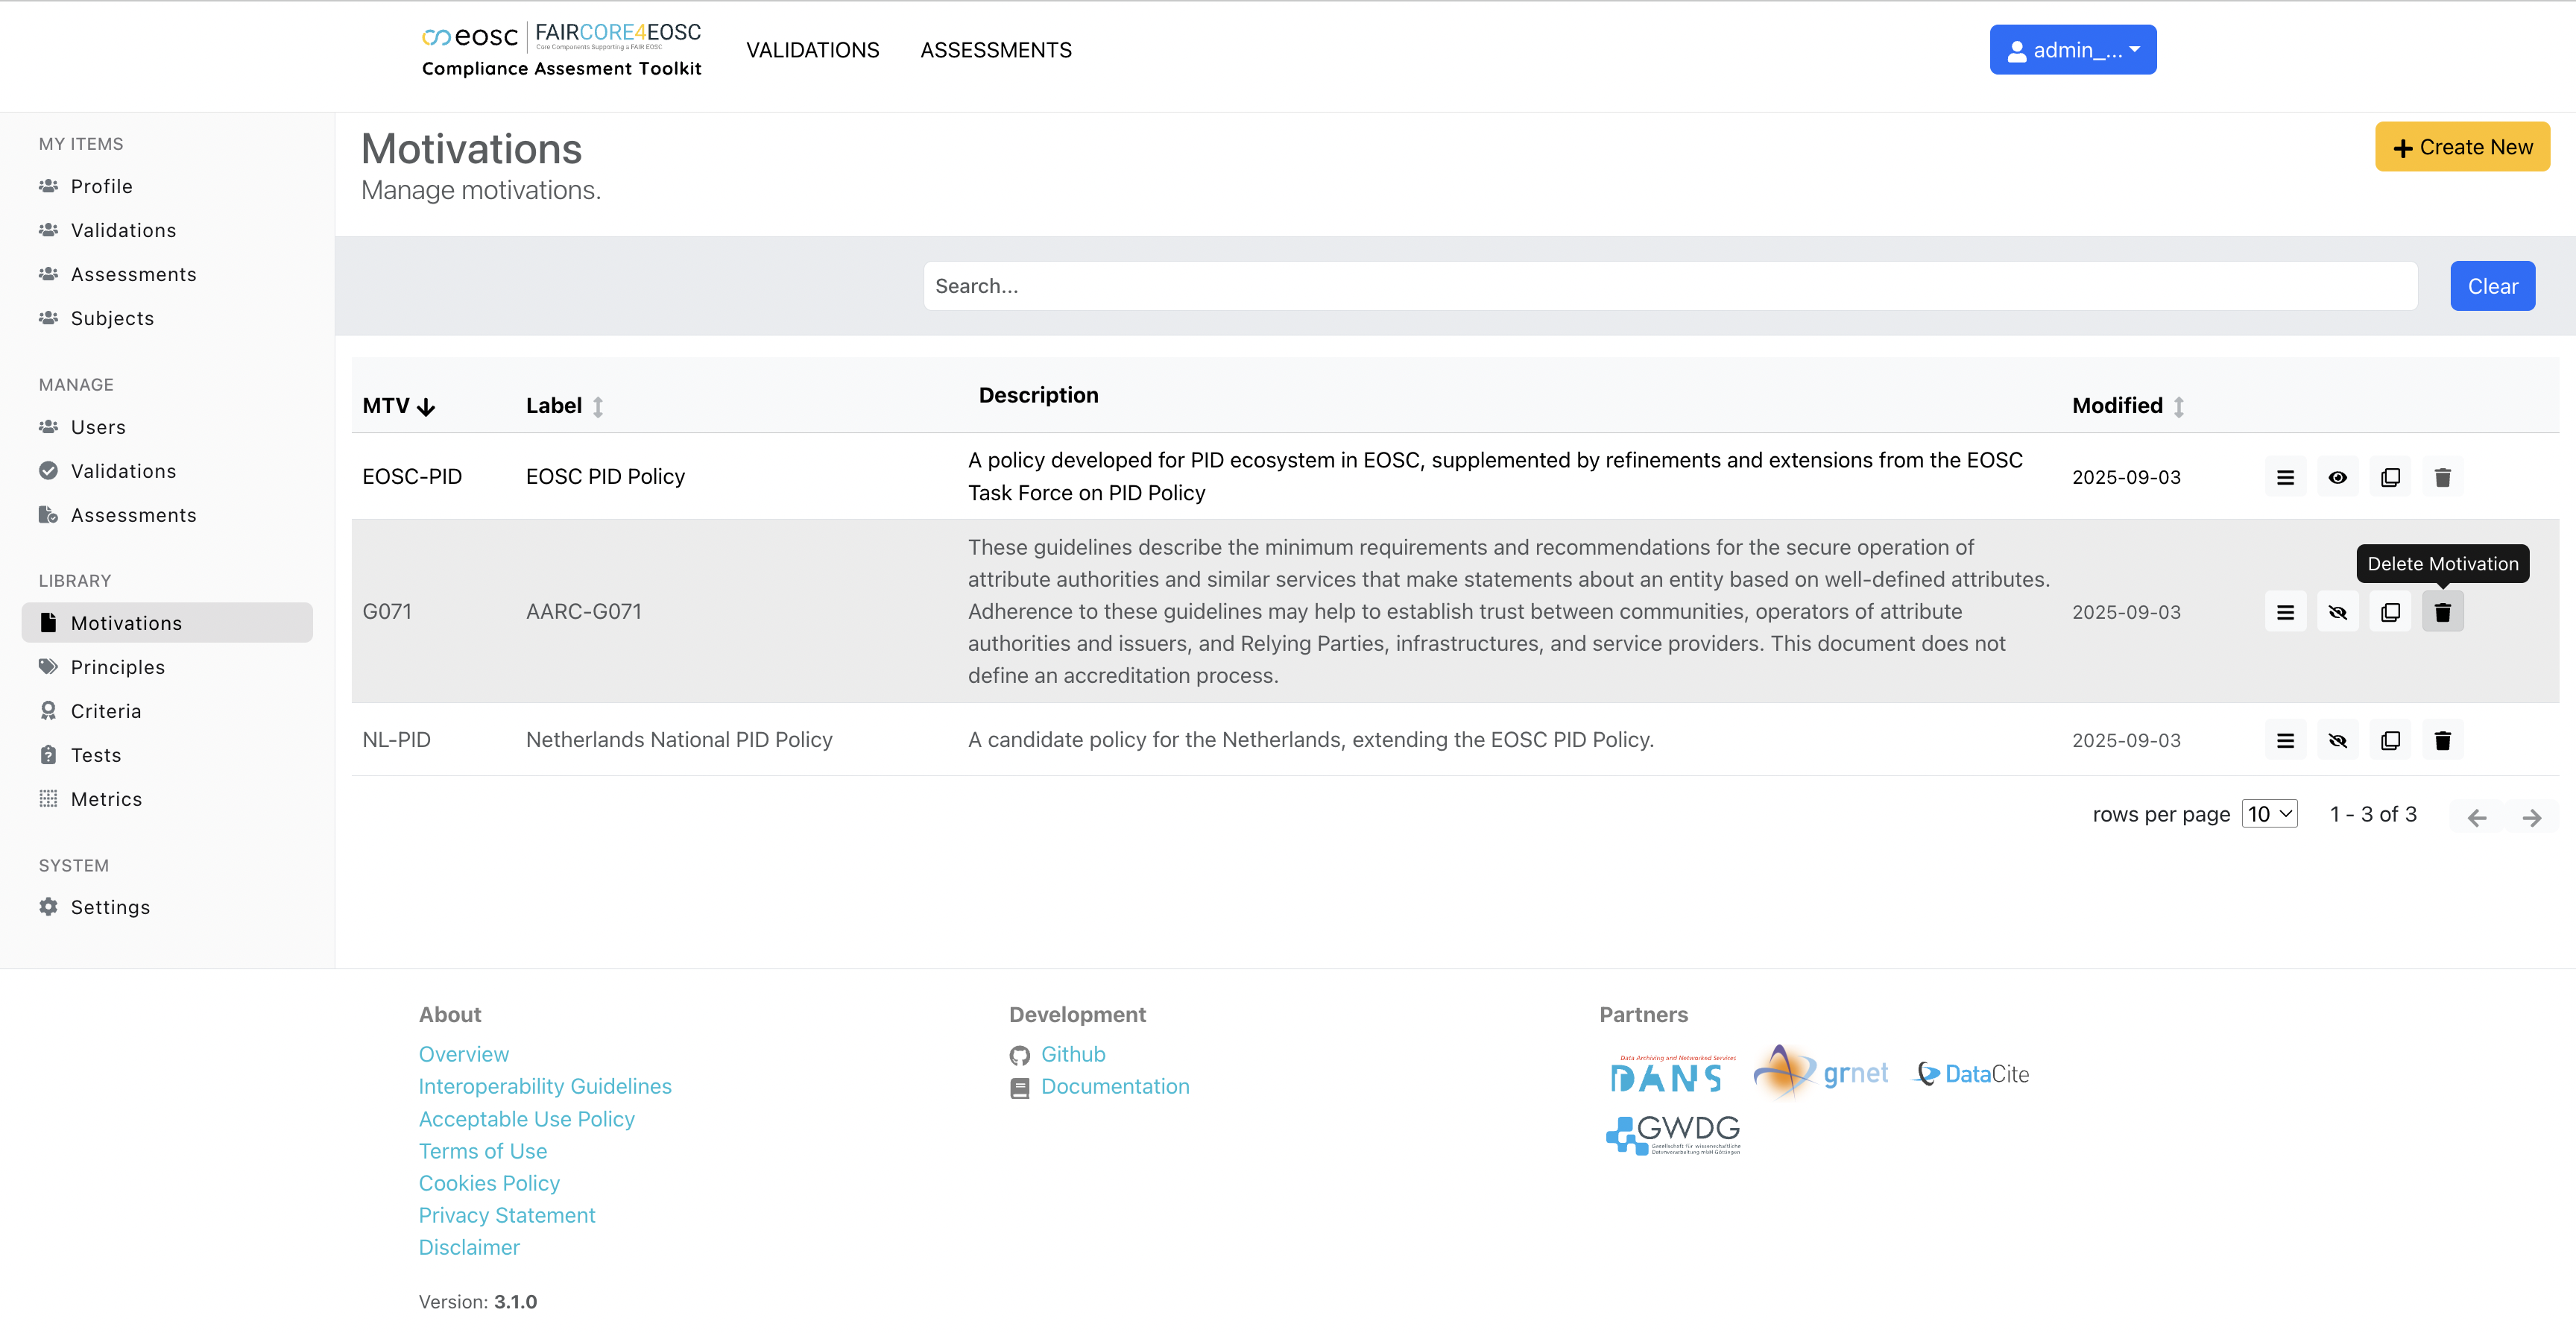 eosc FAIRCORE4EOSC
Core Components Supporting a FAIR EOSC
Compliance Assesment Toolkit
VALIDATIONS
ASSESSMENTS
admin_...
MY ITEMS
Profile
Validations
Assessments
Subjects
MANAGE
Users
Validations
Assessments
LIBRARY
Motivations
Principles
Criteria
Tests
Metrics
SYSTEM
Settings
Motivations
Manage motivations.
Create New
Search...
Clear
MTV Label Description Modified
EOSC-PID EOSC PID Policy
A policy developed for PID ecosystem in EOSC, supplemented by refinements and extensions from the EOSC
Task Force on PID Policy
2025-09-03
Delete Motivation
G071 AARC-G071
These guidelines describe the minimum requirements and recommendations for the secure operation of
attribute authorities and similar services that make statements about an entity based on well-defined attributes.
Adherence to these guidelines may help to establish trust between communities, operators of attribute
authorities and issuers, and Relying Parties, infrastructures, and service providers. This document does not
define an accreditation process.
2025-09-03
NL-PID Netherlands National PID Policy A candidate policy for the Netherlands, extending the EOSC PID Policy. 2025-09-03
rows per page 10 1 - 3 of 3
About
Overview
Interoperability Guidelines
Acceptable Use Policy
Terms of Use
Cookies Policy
Privacy Statement
Disclaimer
Version: 3.1.0
Development
Github
Documentation
Partners
Data Archiving and Networked Services
DANS
grnet
DataCite
GWDG
Gesellschaft für wissenschaftliche
Datenverarbeitung mbH Göttingen